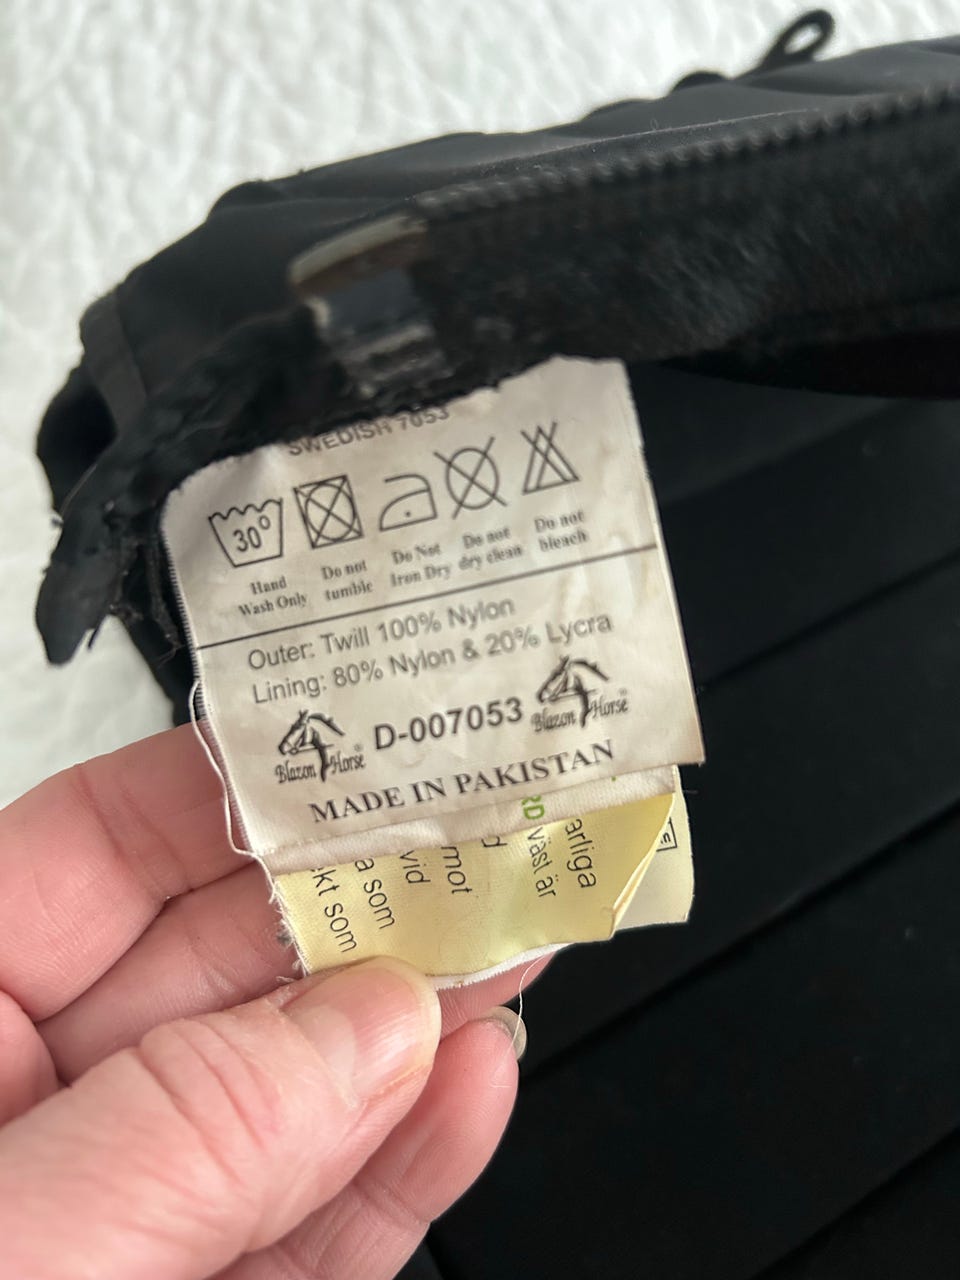 SWEDISH 7053
30°
Hand Wash Only
Do not tumble
Do Not Iron Dry
Do not dry clean
Do not bleach
Outer: Twill 100% Nylon
Lining: 80% Nylon & 20% Lycra
Blazon Horse®
D-007053
Blazon Horse®
MADE IN PAKISTAN
arliga
RD väst är
d
mot
vid
a som
kt som